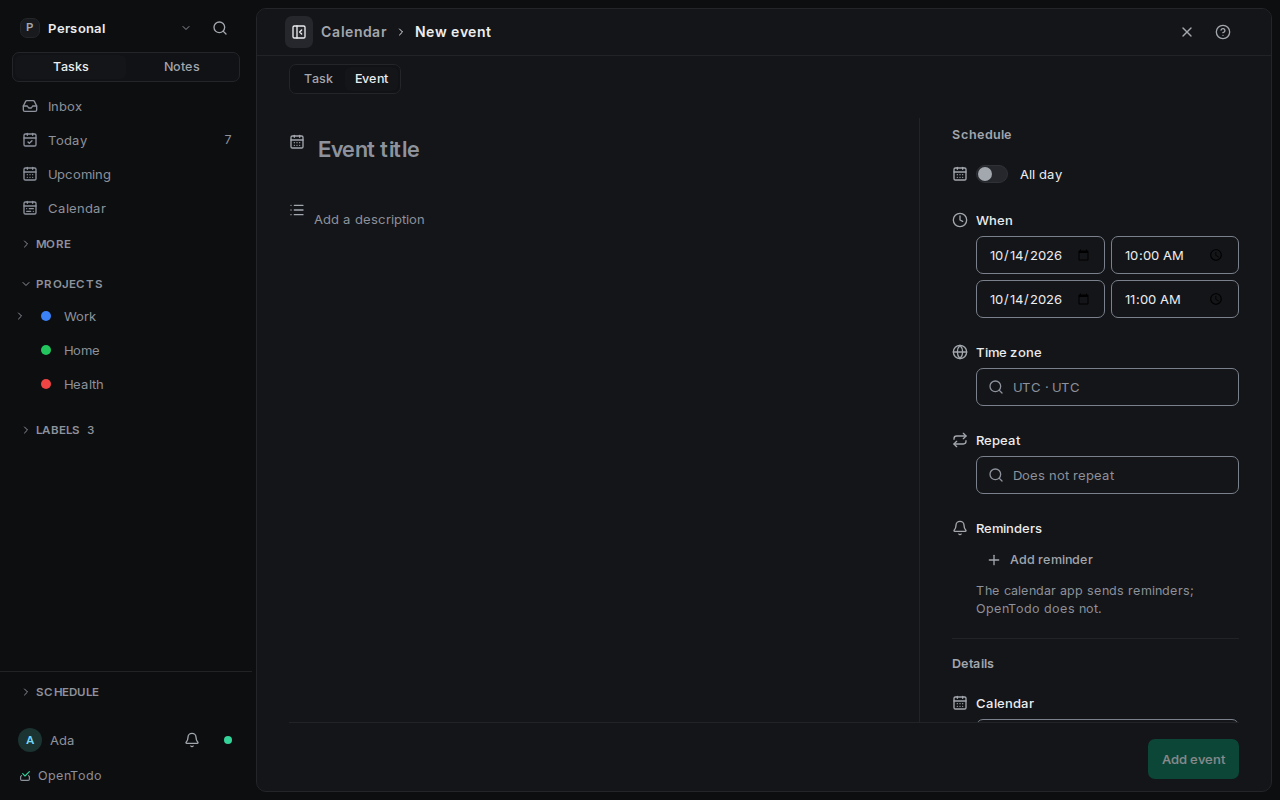 P Personal
Tasks Notes
Inbox
Today 7
Upcoming
Calendar
MORE
PROJECTS
Work
Home
Health
LABELS 3
SCHEDULE
A Ada
OpenTodo
Calendar > New event
Task Event
Event title
Add a description
Schedule
All day
When
10/14/2026 10:00 AM
10/14/2026 11:00 AM
Time zone
UTC · UTC
Repeat
Does not repeat
Reminders
+ Add reminder
The calendar app sends reminders;
OpenTodo does not.
Details
Calendar
Add event